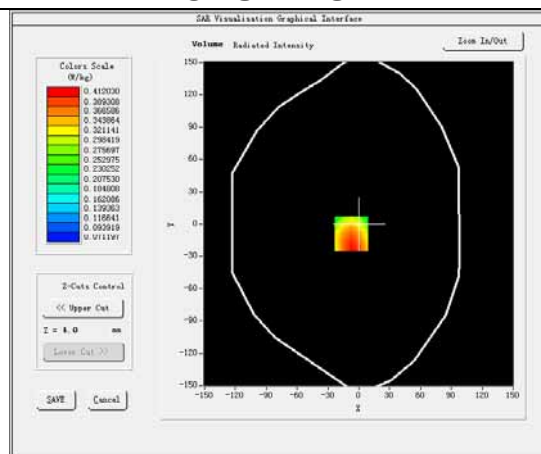 SAR Visualisation Graphical Interface
Volume Radiated Intensity
Zoom In/Out
Colors Scale
(W/kg)
0.412030
0.389308
0.366586
0.343864
0.321141
0.298419
0.275697
0.252975
0.230252
0.207530
0.184808
0.162086
0.139363
0.116641
0.093919
0.071197
Z-Cuts Control
<< Upper Cut
Z = 4.0 mm
Lower Cut >>
SAVE
Cancel
150
120
90
60
30
0
-30
-60
-90
-120
-150
Y
-150 -120 -90 -60 -30 0 30 60 90 120 150
X